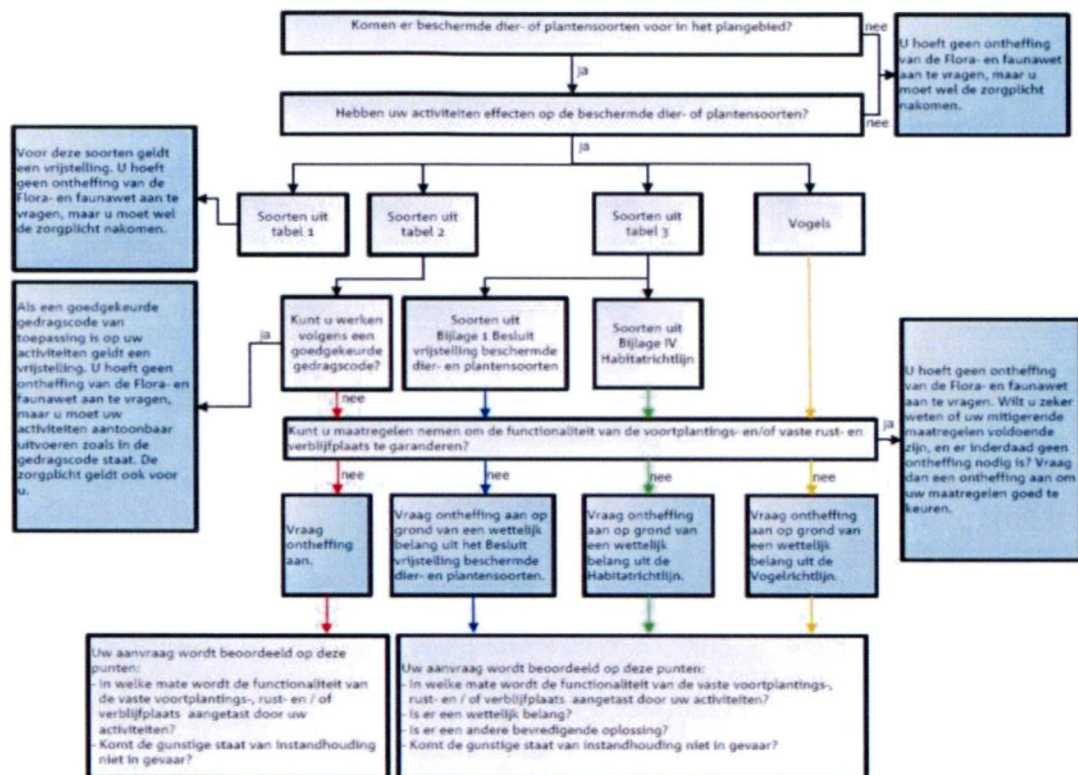 Komen er beschermde dier- of plantensoorten voor in het plangebied?
nee
U hoeft geen ontheffing
van de Flora- en faunawet
aan te vragen, maar u
moet wel de zorgplicht
nakomen.
ja
Hebben uw activiteiten effecten op de beschermde dier- of plantensoorten?
nee
ja
Voor deze soorten geldt
een vrijstelling. U hoeft
geen ontheffing van de
Flora- en faunawet aan te
vragen, maar u moet wel
de zorgplicht nakomen.
Soorten uit
tabel 1
Soorten uit
tabel 2
Soorten uit
tabel 3
Vogels
Als een goedgekeurde
gedragscode van
toepassing is op uw
activiteiten geldt een
vrijstelling. U hoeft geen
ontheffing van de Flora- en
faunawet aan te vragen,
maar u moet uw
activiteiten aantoonbaar
uitvoeren zoals in de
gedragscode staat. De
zorgplicht geldt ook voor
u.
ja
Kunt u werken
volgens een
goedgekeurde
gedragscode?
Soorten uit
Bijlage 1 Besluit
vrijstelling beschermde
dier- en plantensoorten
Soorten uit
Bijlage IV
Habitatrichtlijn
nee
Kunt u maatregelen nemen om de functionaliteit van de voortplantings- en/of vaste rust- en
verblijfplaats te garanderen?
ja
U hoeft geen ontheffing
van de Flora- en faunawet
aan te vragen. Wilt u zeker
weten of uw mitigerende
maatregelen voldoende
zijn, en er inderdaad geen
ontheffing nodig is? Vraag
dan een ontheffing aan om
uw maatregelen goed te
keuren.
nee
nee
nee
nee
Vraag
ontheffing
aan.
Vraag ontheffing aan op
grond van een wettelijk
belang uit het Besluit
vrijstelling beschermde
dier- en plantensoorten.
Vraag ontheffing
aan op grond van
een wettelijk
belang uit de
Habitatrichtlijn.
Vraag ontheffing
aan op grond van
een wettelijk
belang uit de
Vogelrichtlijn.
Uw aanvraag wordt beoordeeld op deze
punten:
- In welke mate wordt de functionaliteit van
de vaste voortplantings-, rust- en / of
verblijfplaats aangetast door uw
activiteiten?
- Komt de gunstige staat van instandhouding
niet in gevaar?
Uw aanvraag wordt beoordeeld op deze punten:
- In welke mate wordt de functionaliteit van de vaste voortplantings-,
rust- en / of verblijfplaats aangetast door uw activiteiten?
- Is er een wettelijk belang?
- Is er een andere bevredigende oplossing?
- Komt de gunstige staat van instandhouding niet in gevaar?